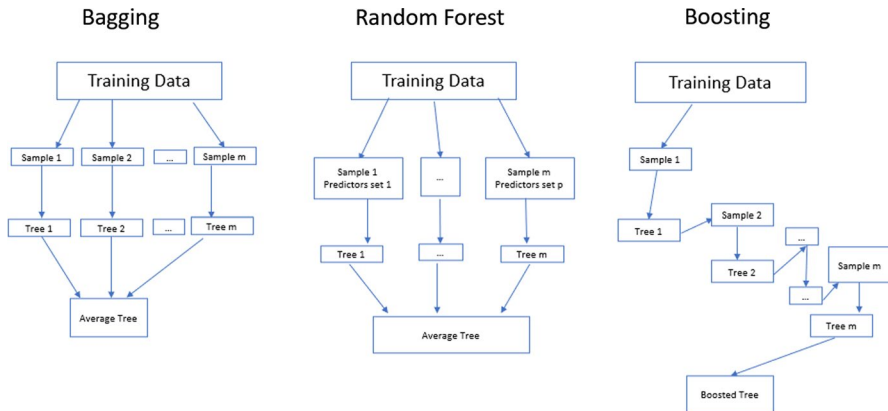 Bagging
Training Data
Sample 1
Sample 2
...
Sample m
Tree 1
Tree 2
...
Tree m
Average Tree
Random Forest
Training Data
Sample 1
Predictors set 1
...
Sample m
Predictors set p
Tree 1
...
Tree m
Average Tree
Boosting
Training Data
Sample 1
Tree 1
Sample 2
Tree 2
...
...
Sample m
Tree m
Boosted Tree